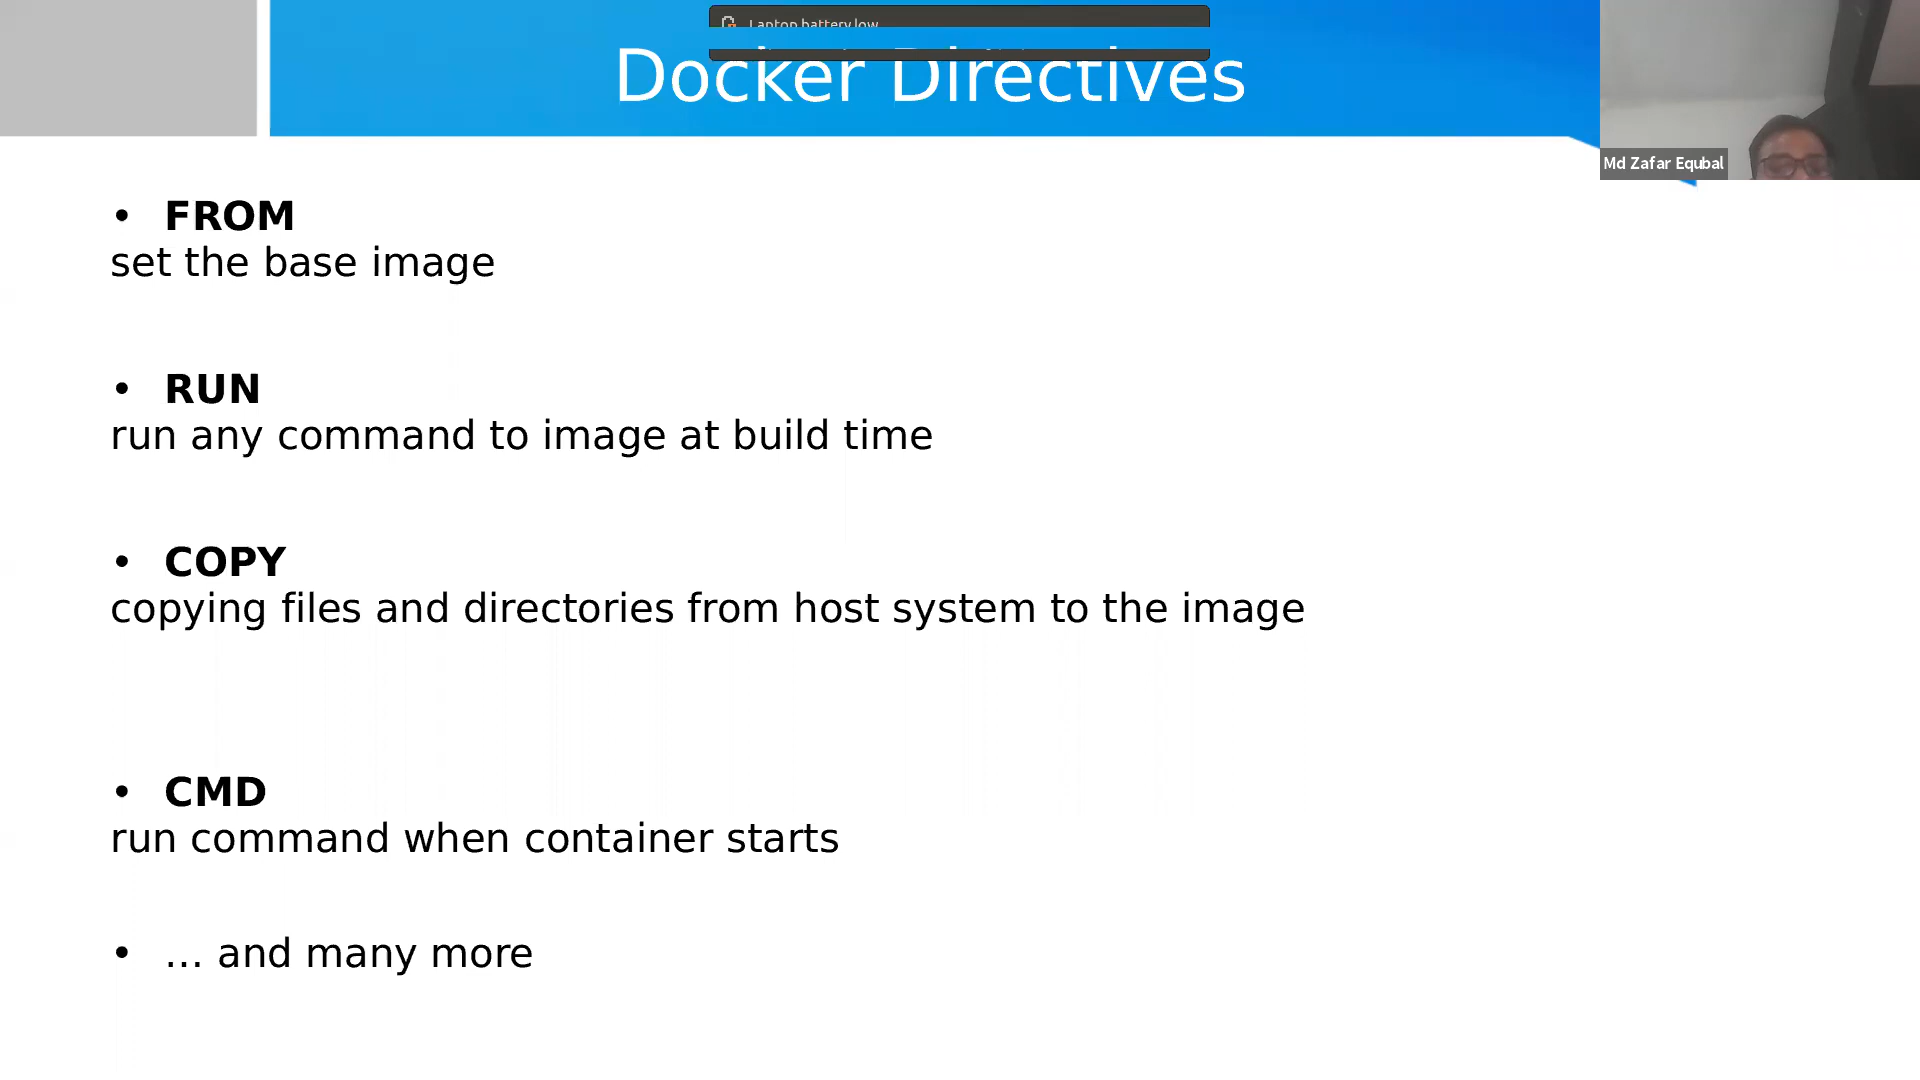 Laptop battery low
Docker Directives
Md Zafar Equbal
• FROM
set the base image
• RUN
run any command to image at build time
• COPY
copying files and directories from host system to the image
• CMD
run command when container starts
• ... and many more